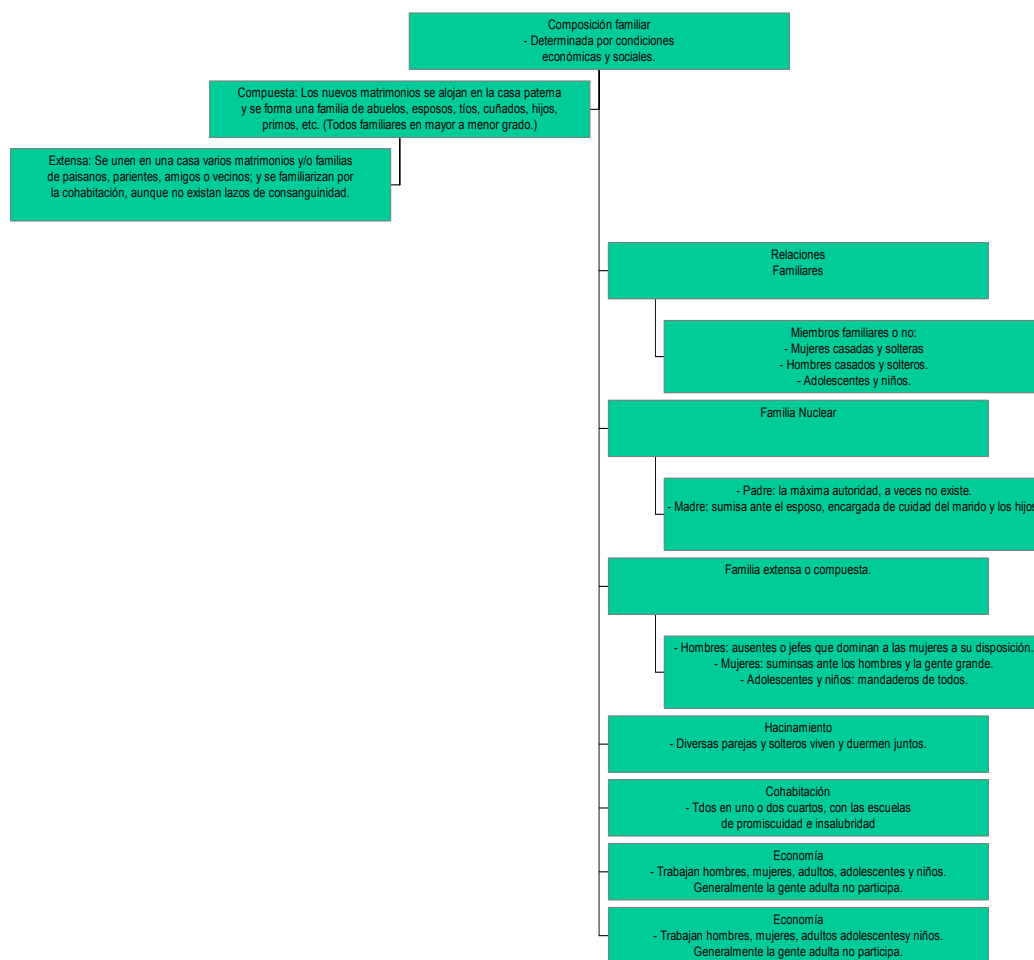 Composición familiar
- Determinada por condiciones
económicas y sociales.
Compuesta: Los nuevos matrimonios se alojan en la casa paterna
y se forma una familia de abuelos, esposos, tíos, cuñados, hijos,
primos, etc. (Todos familiares en mayor a menor grado.)
Extensa: Se unen en una casa varios matrimonios y/o familias
de paisanos, parientes, amigos o vecinos; y se familiarizan por
la cohabitación, aunque no existan lazos de consanguinidad.
Relaciones
Familiares
Miembros familiares o no:
- Mujeres casadas y solteras
- Hombres casados y solteros.
- Adolescentes y niños.
Familia Nuclear
- Padre: la máxima autoridad, a veces no existe.
- Madre: sumisa ante el esposo, encargada de cuidad del marido y los hijos
Familia extensa o compuesta.
- Hombres: ausentes o jefes que dominan a las mujeres a su disposición.
- Mujeres: suminsas ante los hombres y la gente grande.
- Adolescentes y niños: mandaderos de todos.
Hacinamiento
- Diversas parejas y solteros viven y duermen juntos.
Cohabitación
- Tdos en uno o dos cuartos, con las escuelas
de promiscuidad e insalubridad
Economía
- Trabajan hombres, mujeres, adultos, adolescentes y niños.
Generalmente la gente adulta no participa.
Economía
- Trabajan hombres, mujeres, adultos adolescentesy niños.
Generalmente la gente adulta no participa.